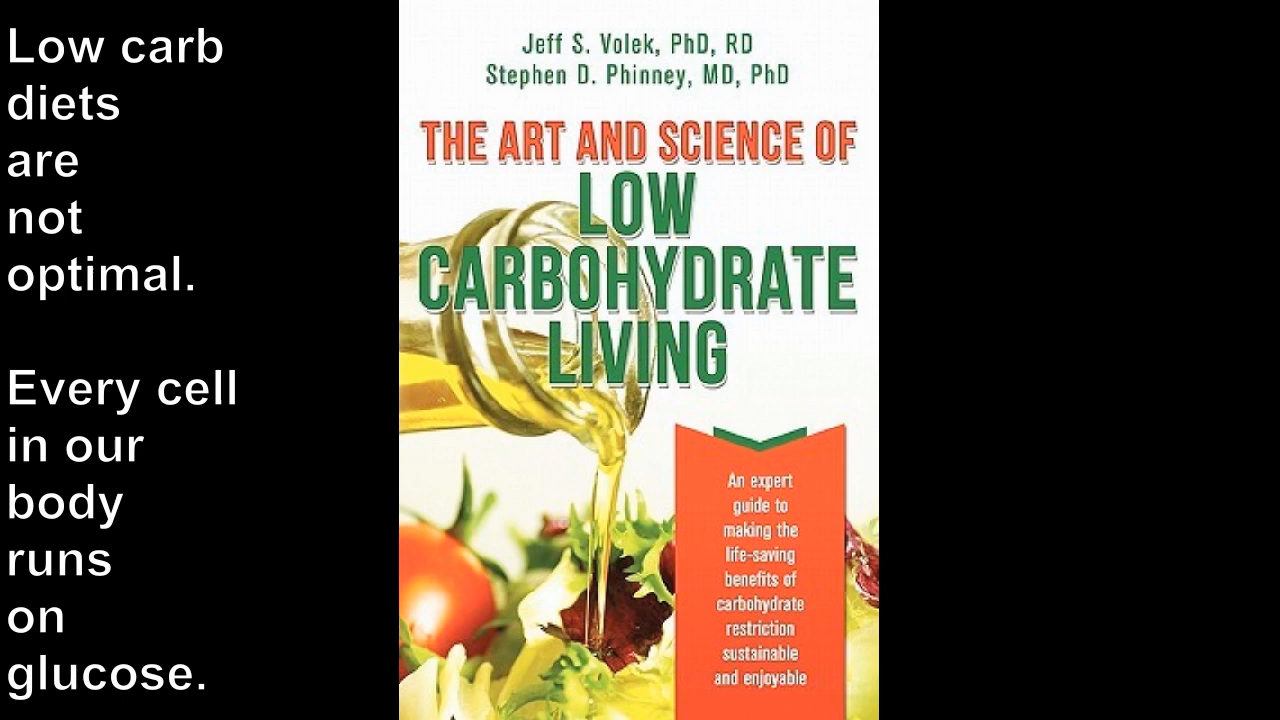 Low carb
diets
are
not
optimal.
Every cell
in our
body
runs
on
glucose.
Jeff S. Volek, PhD, RD
Stephen D. Phinney, MD, PhD
THE ART AND SCIENCE OF
LOW
CARBOHYDRATE
LIVING
An expert
guide to
making the
life-saving
benefits of
carbohydrate
restriction
sustainable
and enjoyable